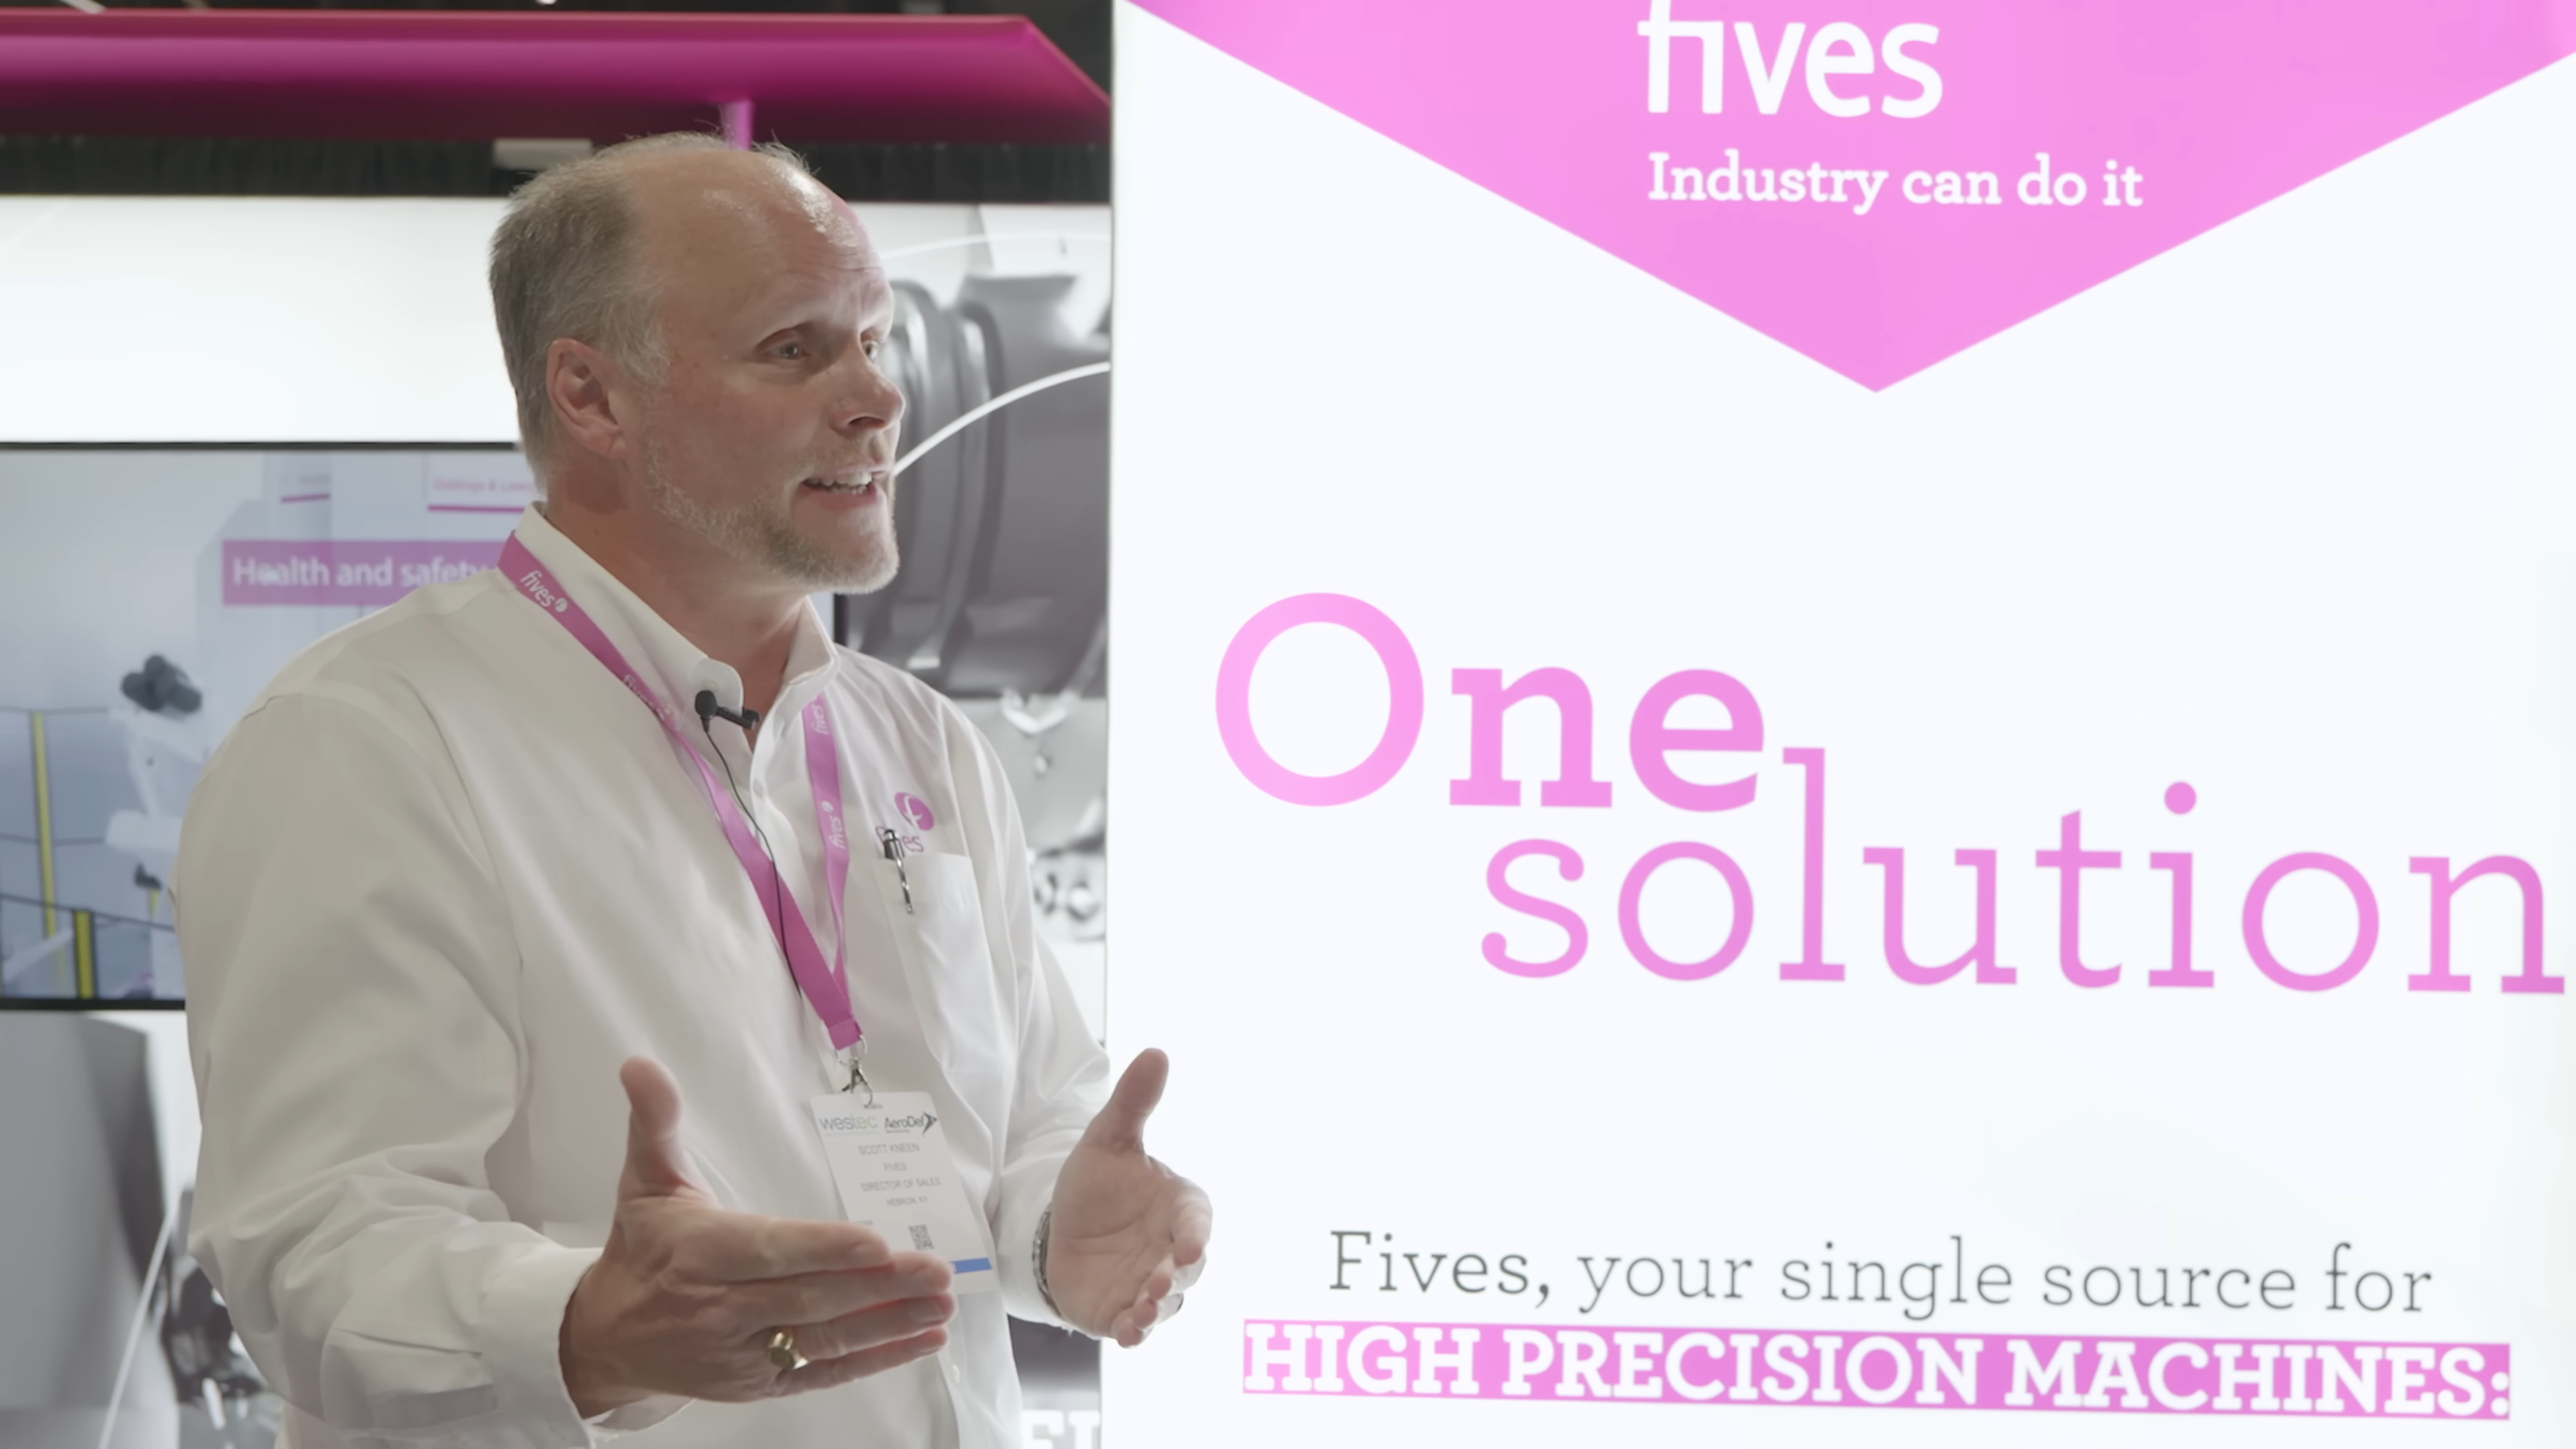 fives
Industry can do it
One
solution
Fives, your single source for
HIGH PRECISION MACHINES:
Health and safety
fives
fives
fives
westec AeroDef
SCOTT KNEEN
FIVES
DIRECTOR OF SALES
HEBRON, KY